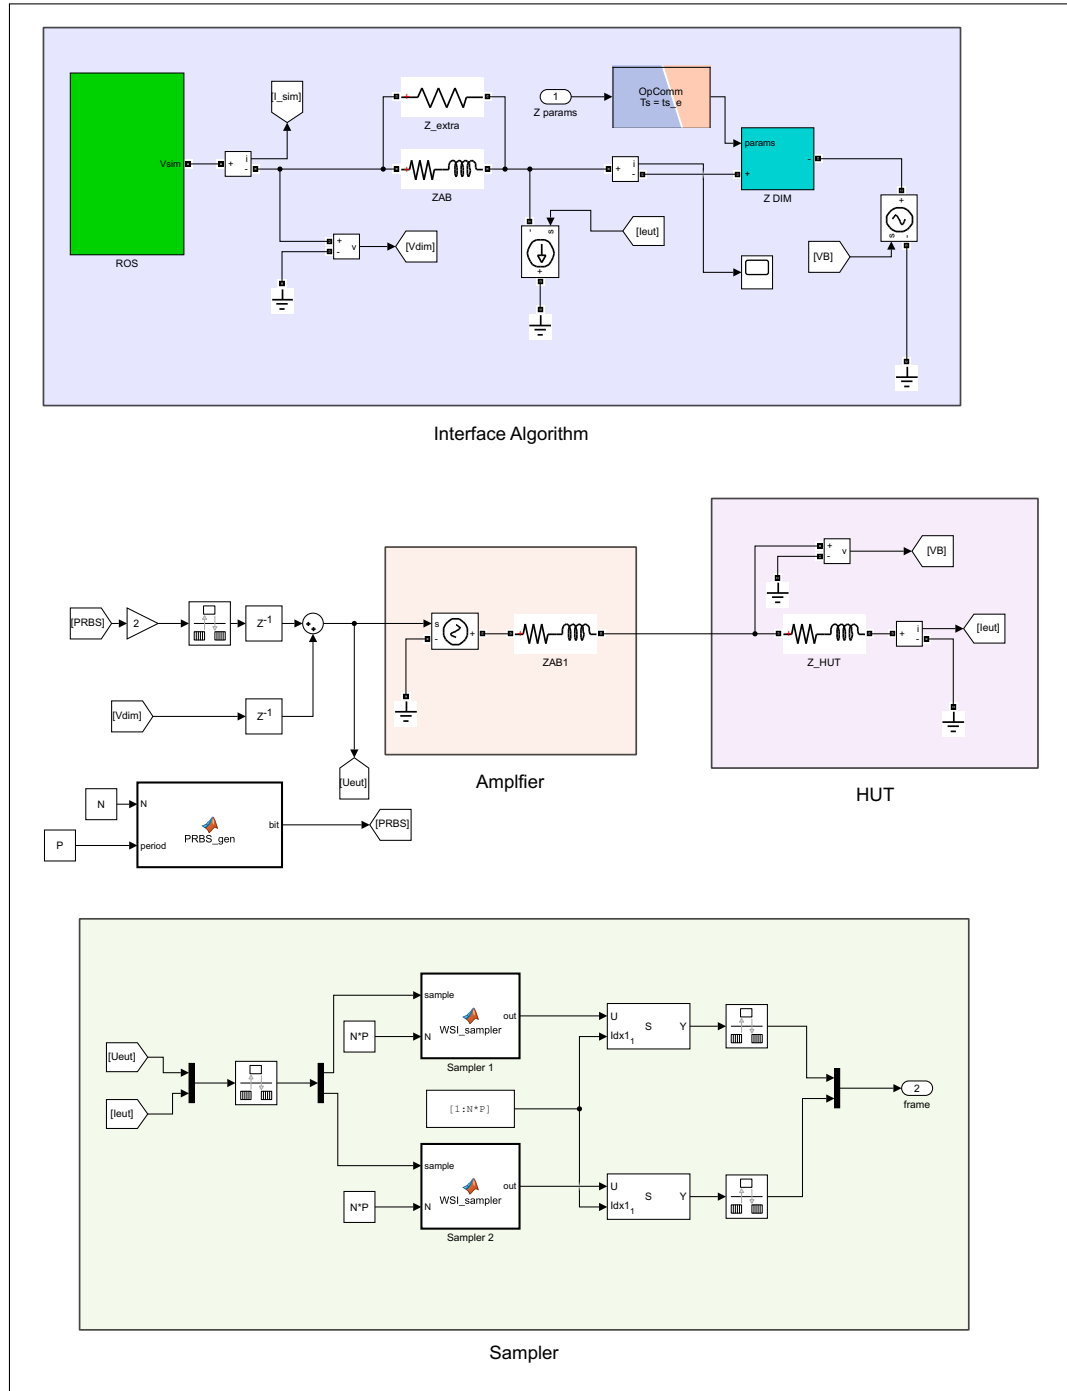 [I_sim]
Z_extra
1
Z params
OpComm
Ts = ts_e
Vsim
+
i
-
ZAB
params
+
-
Z DIM
+
i
-
ROS
+
-
v
[Vdim]
-
s
+
[Ieut]
[VB]
+
s
-
Interface Algorithm
[PRBS]
2
Z-1
+
+
s
-
+
ZAB1
+
-
v
[VB]
Z_HUT
+
i
-
[Ieut]
[Vdim]
Z-1
[Ueut]
Amplfier
HUT
N
N
PRBS_gen
bit
[PRBS]
P
period
sample
WSI_sampler
out
N*P
N
Sampler 1
U
S
Y
Idx1 1
[Ueut]
[Ieut]
[1:N*P]
2
frame
sample
WSI_sampler
out
N*P
N
Sampler 2
U
S
Y
Idx1 1
Sampler